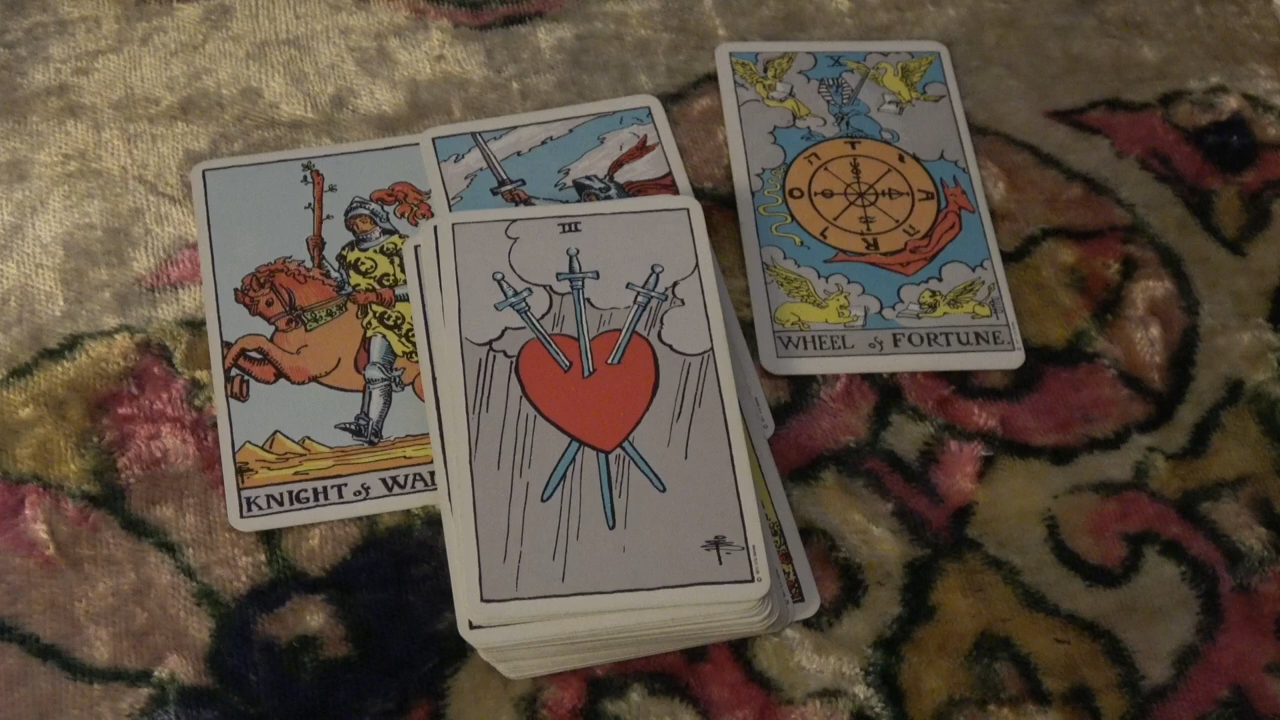 X
III
T
A
R
O
WHEEL of FORTUNE.
KNIGHT of WA